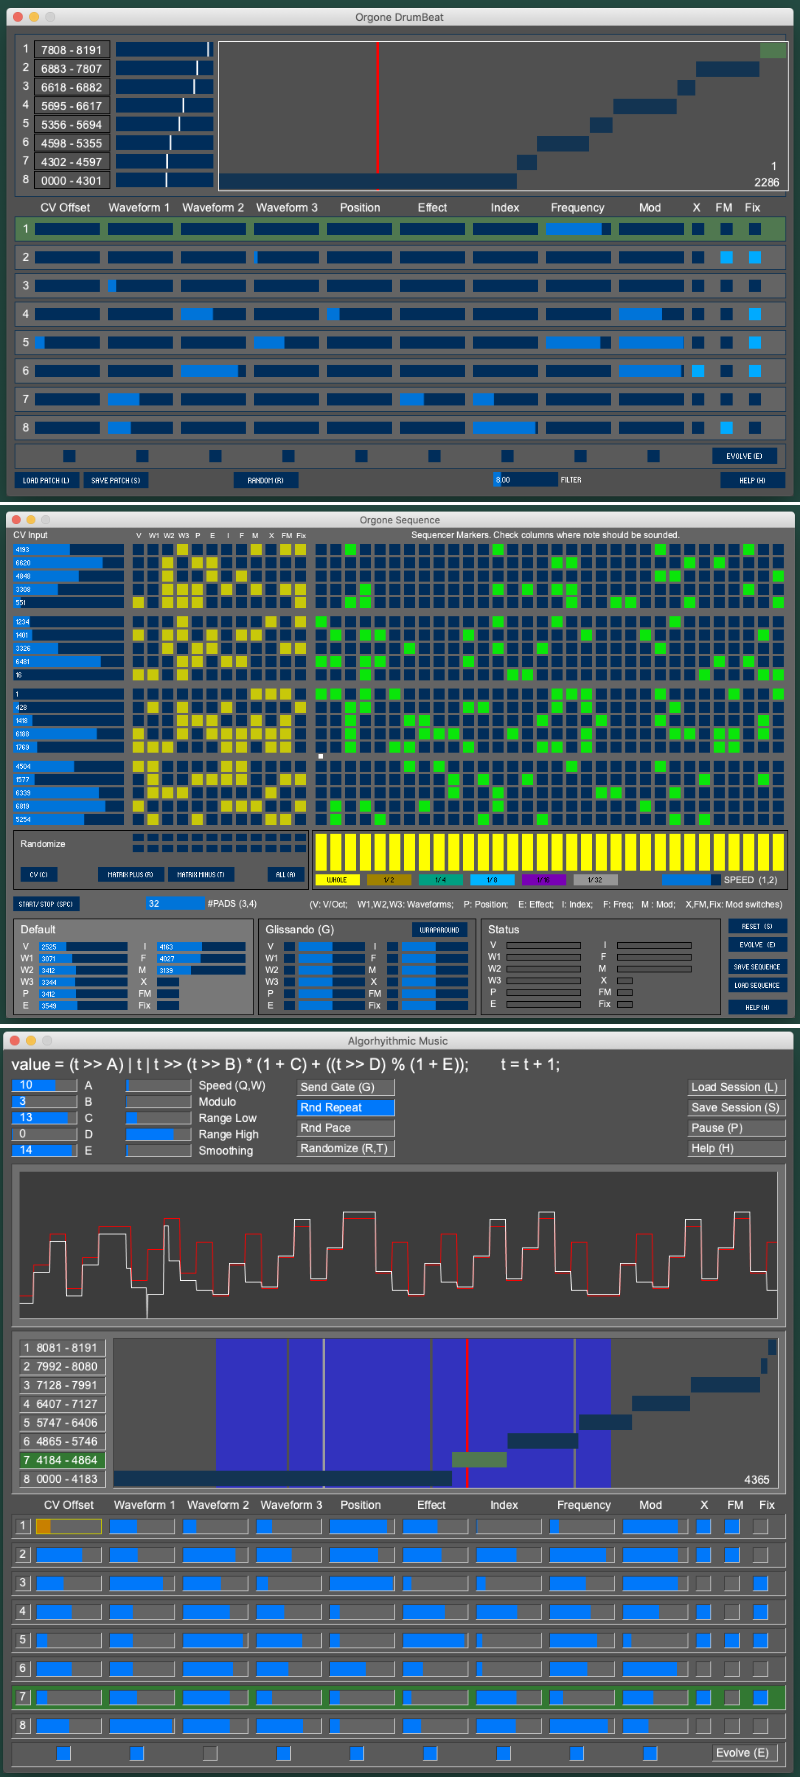 Orgone DrumBeat
1 7808 - 8191
2 6883 - 7807
3 6618 - 6882
4 5695 - 6617
5 5356 - 5694
6 4598 - 5355
7 4302 - 4597
8 0000 - 4301
1
2286
CV Offset Waveform 1 Waveform 2 Waveform 3 Position Effect Index Frequency Mod X FM Fix
1
2
3
4
5
6
7
8
EVOLVE (E)
LOAD PATCH (L) SAVE PATCH (S) RANDOM (R) 8.00 FILTER HELP (H)
Orgone Sequence
CV Input V W1 W2 W3 P E I F M X FM Fix Sequencer Markers. Check columns where note should be sounded.
4193
6620
4848
3309
551
1234
1401
3326
6481
16
1
428
1418
6188
1769
4504
1577
6339
6819
5254
Randomize
CV (C) MATRIX PLUS (R) MATRIX MINUS (T) ALL (A)
WHOLE 1/2 1/4 1/8 1/16 1/32 SPEED (1,2)
START/STOP (SPC) 32 #PADS (3,4) (V: V/Oct; W1,W2,W3: Waveforms; P: Position; E: Effect; I: Index; F: Freq; M : Mod; X,FM,Fix: Mod switches)
Default
V 2525 I 4163
W1 3071 F 4027
W2 3412 M 3139
W3 3344 X
P 3412 FM
E 3549 Fix
Glissando (G) WRAPAROUND
V I
W1 F
W2 M
W3 X
P FM
E Fix
Status
V I
W1 F
W2 M
W3 X
P FM
E Fix
RESET (S)
EVOLVE (E)
SAVE SEQUENCE
LOAD SEQUENCE
HELP (H)
Algorhyithmic Music
value = (t >> A) | t | t >> (t >> B) * (1 + C) + ((t >> D) % (1 + E)); t = t + 1;
10 A Speed (Q,W) Send Gate (G) Load Session (L)
3 B Modulo Rnd Repeat Save Session (S)
13 C Range Low Rnd Pace Pause (P)
0 D Range High Randomize (R,T) Help (H)
14 E Smoothing
1 8081 - 8191
2 7992 - 8080
3 7128 - 7991
4 6407 - 7127
5 5747 - 6406
6 4865 - 5746
7 4184 - 4864
8 0000 - 4183
4365
CV Offset Waveform 1 Waveform 2 Waveform 3 Position Effect Index Frequency Mod X FM Fix
1
2
3
4
5
6
7
8
Evolve (E)